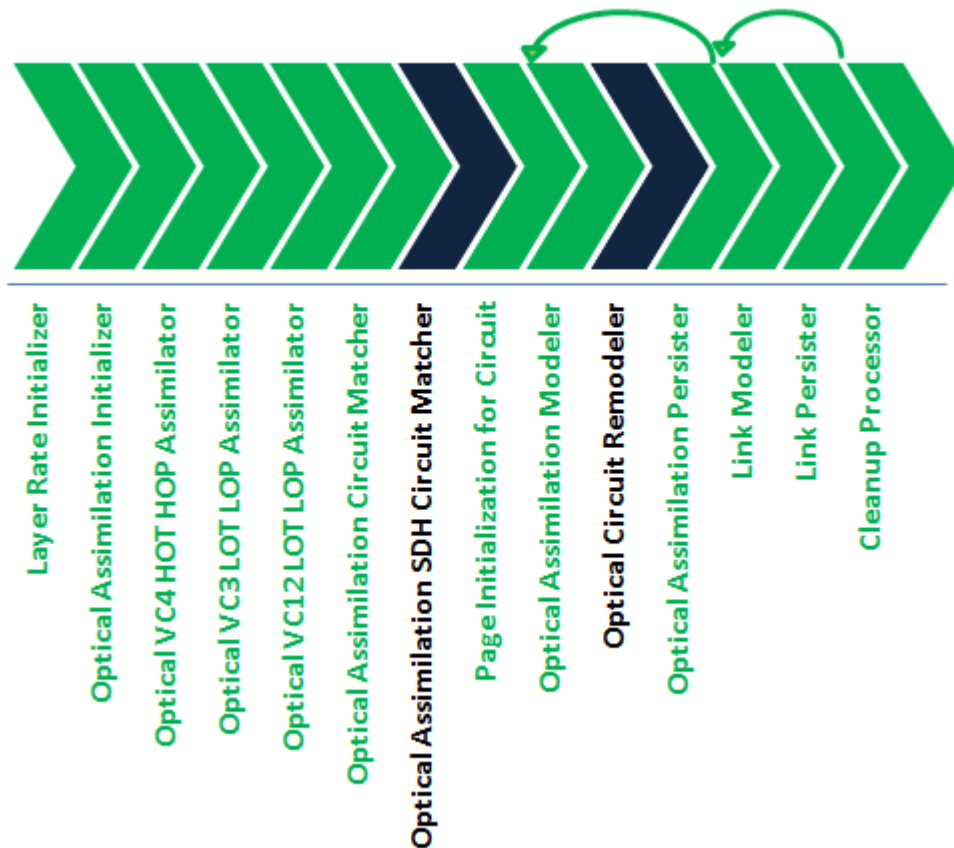 Layer Rate Initializer
Optical Assimilation Initializer
Optical VC4 HOT HOP Assimilator
Optical VC3 LOT LOP Assimilator
Optical VC12 LOT LOP Assimilator
Optical Assimilation Circuit Matcher
Optical Assimilation SDH Circuit Matcher
Page Initialization for Circuit
Optical Assimilation Modeler
Optical Circuit Remodeler
Optical Assimilation Persister
Link Modeler
Link Persister
Cleanup Processor